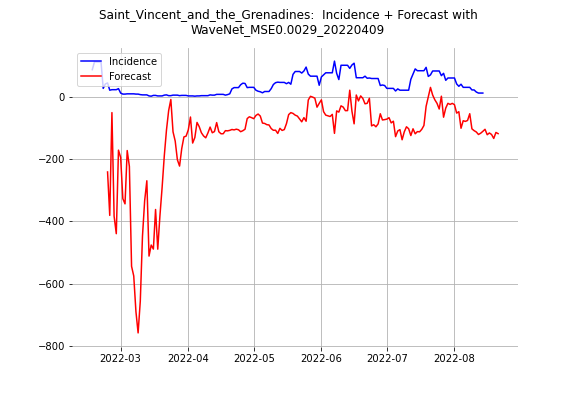 Saint_Vincent_and_the_Grenadines:  Incidence + Forecast with
WaveNet_MSE0.0029_20220409
Incidence
Forecast
0
−200
−400
−600
−800
2022-03
2022-04
2022-05
2022-06
2022-07
2022-08